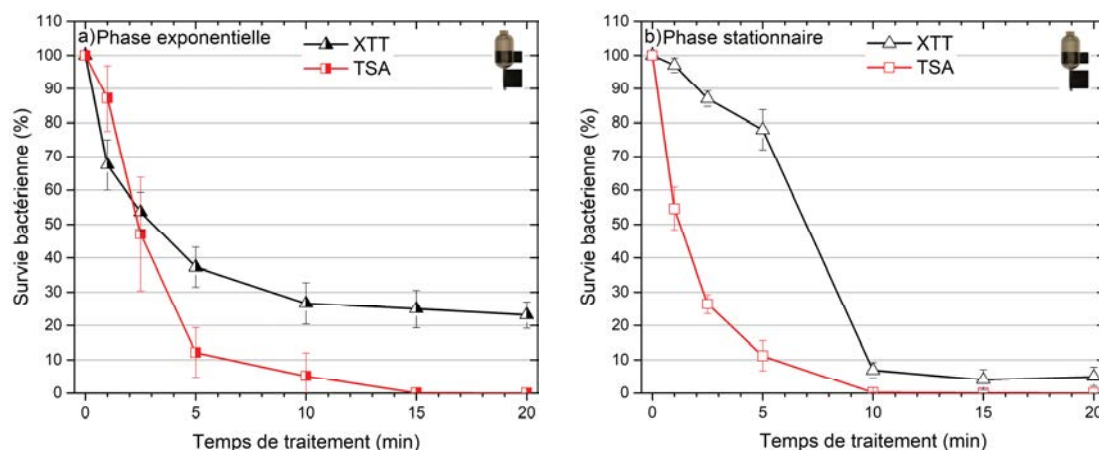 a) Phase exponentielle
XTT
TSA
Survie bactérienne (%)
100
90
80
70
60
50
40
30
20
10
0
0 5 10 15 20
Temps de traitement (min)
b) Phase stationnaire
XTT
TSA
Survie bactérienne (%)
100
90
80
70
60
50
40
30
20
10
0
0 5 10 15 20
Temps de traitement (min)